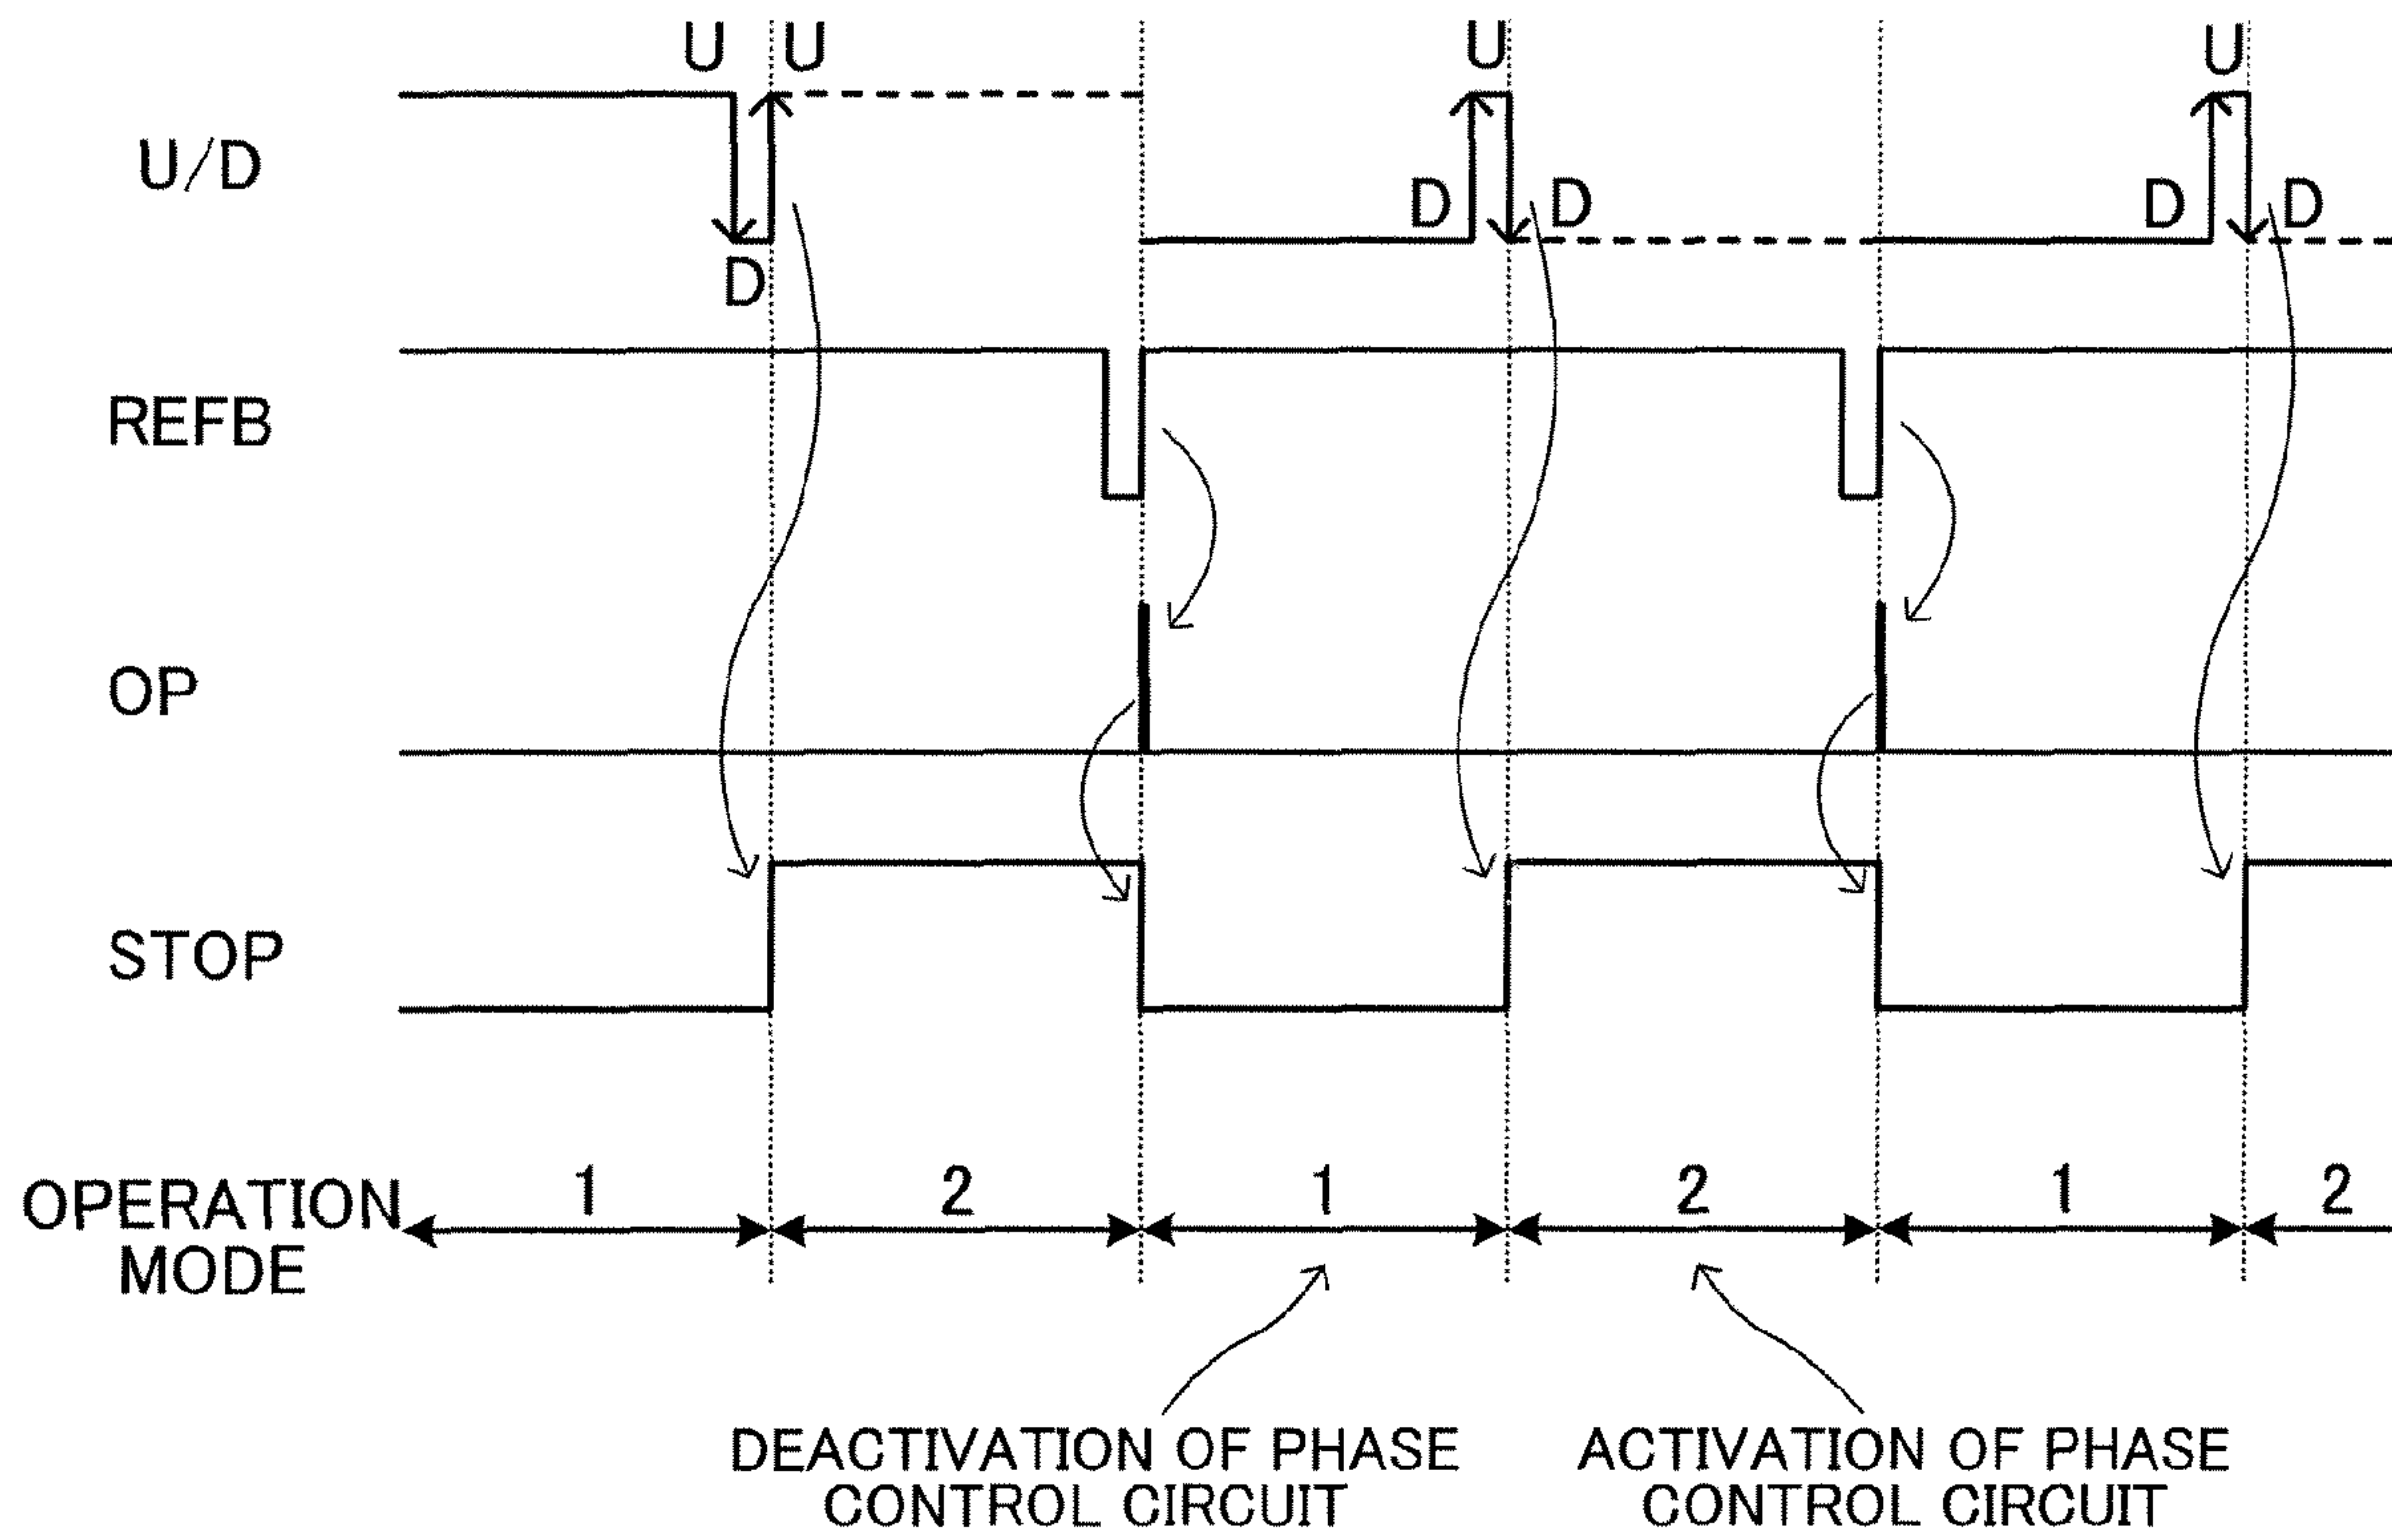 U U U U
U/D
D D D D
D
REFB
OP
STOP
OPERATION
MODE
1 2 1 2 1 2
DEACTIVATION OF PHASE
CONTROL CIRCUIT
ACTIVATION OF PHASE
CONTROL CIRCUIT